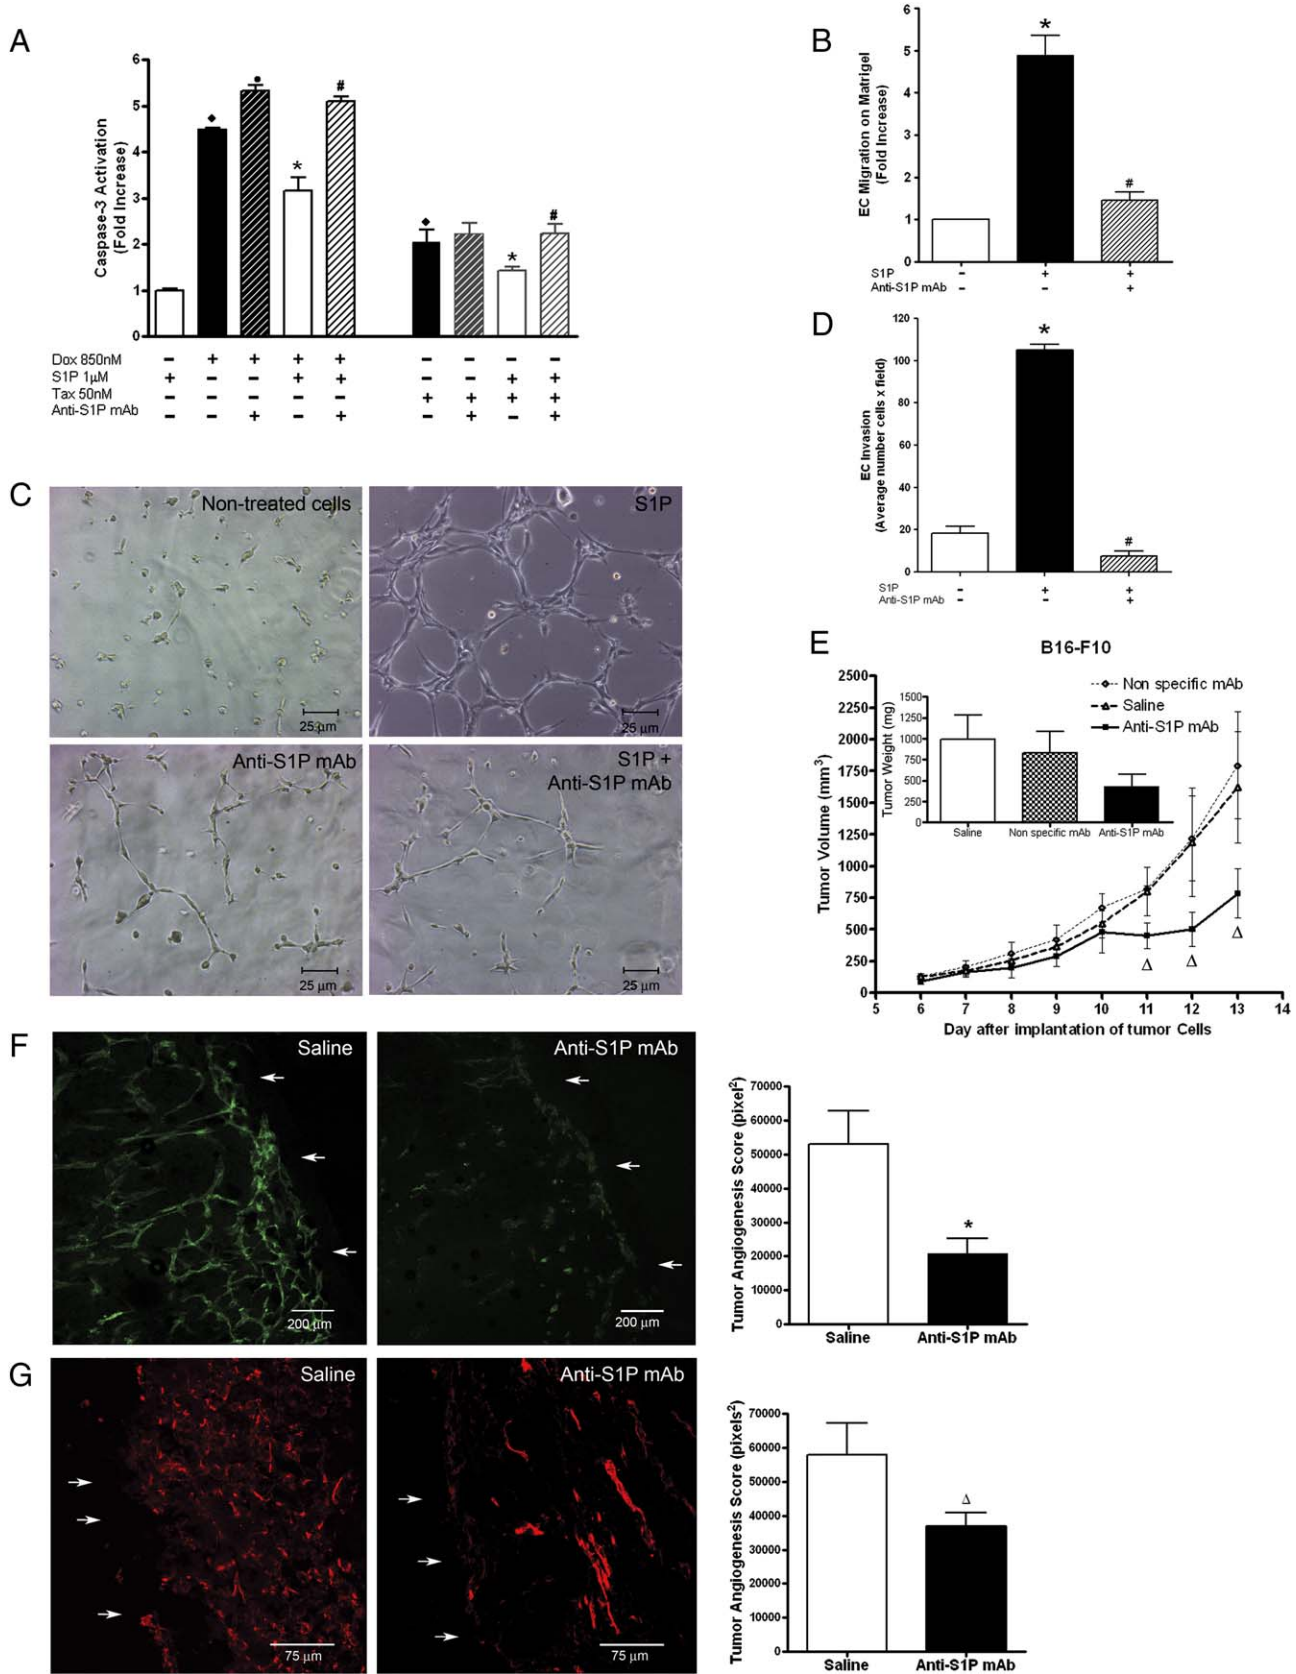 A
Caspase-3 Activation
(Fold Increase)
6
5
4
3
2
1
0
◆ • * # ◆ * #
Dox 850nM − + + + + − − − −
S1P 1µM + − − + + − − + +
Tax 50nM − − − − − + + + +
Anti-S1P mAb − − + − + − + − +
B
EC Migration on Matrigel
(Fold Increase)
6
5
4
3
2
1
0
* #
S1P − + +
Anti-S1P mAb − − +
C
Non-treated cells
25 µm
S1P
25 µm
Anti-S1P mAb
25 µm
S1P +
Anti-S1P mAb
25 µm
D
EC Invasion
(Average number cells x field)
120
100
80
60
40
20
0
* #
S1P − + +
Anti-S1P mAb − − +
E
B16-F10
Tumor Volume (mm³)
2500
2250
2000
1750
1500
1250
1000
750
500
250
0
Non specific mAb
Saline
Anti-S1P mAb
Tumor Weight (mg)
1500
1250
1000
750
500
250
0
Saline Non specific mAb Anti-S1P mAb
Δ Δ Δ
5 6 7 8 9 10 11 12 13 14
Day after implantation of tumor Cells
F
Saline
200 µm
Anti-S1P mAb
200 µm
Tumor Angiogenesis Score (pixel²)
70000
60000
50000
40000
30000
20000
10000
0
*
Saline Anti-S1P mAb
G
Saline
75 µm
Anti-S1P mAb
75 µm
Tumor Angiogenesis Score (pixels²)
70000
60000
50000
40000
30000
20000
10000
0
Δ
Saline Anti-S1P mAb